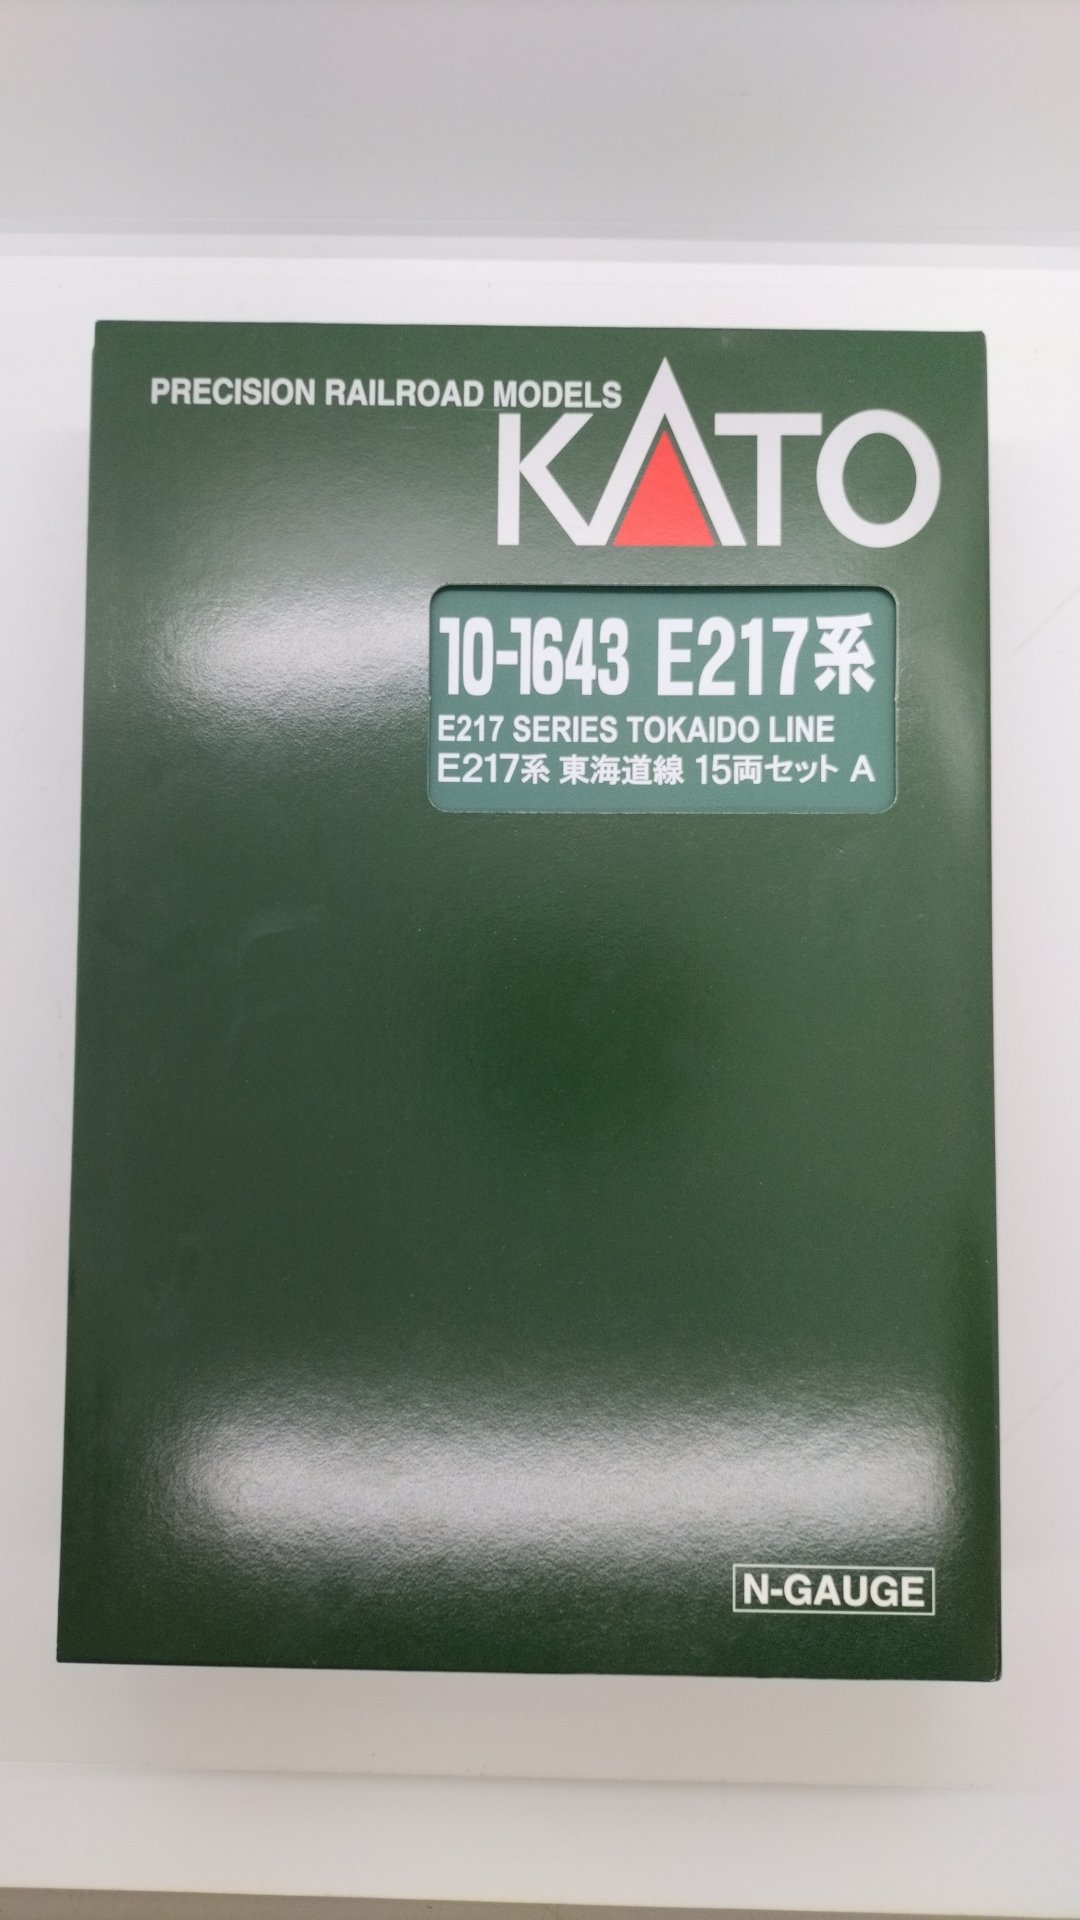 PRECISION RAILROAD MODELS
KATO
10-1643 E217系
E217 SERIES TOKAIDO LINE
E217系 東海道線 15両セット A
N-GAUGE